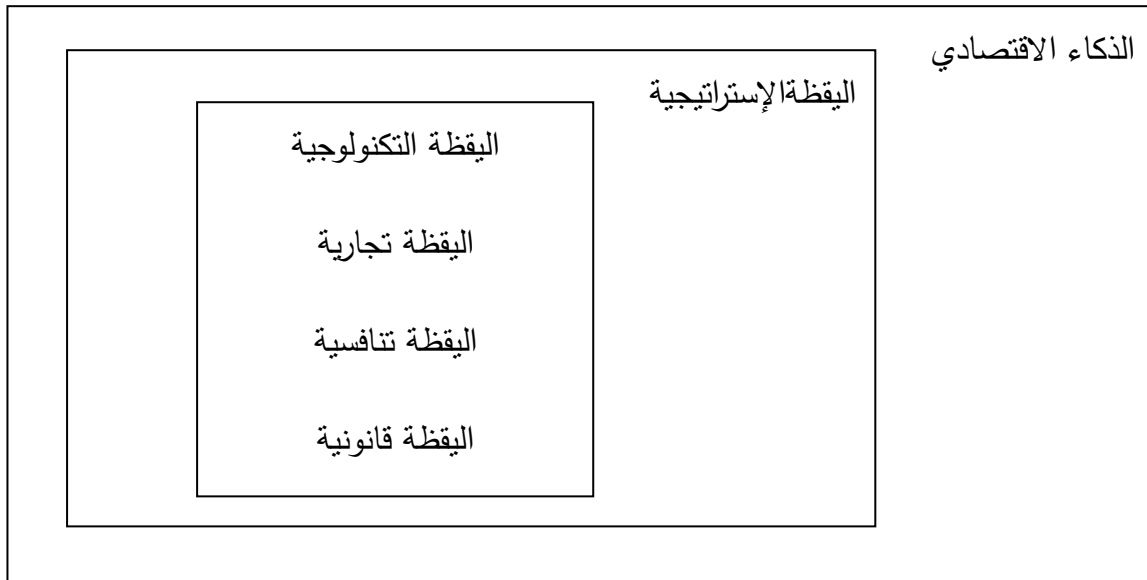 الذكاء الاقتصادي
اليقظةالإستراتيجية
اليقظة التكنولوجية
اليقظة تجارية
اليقظة تنافسية
اليقظة قانونية